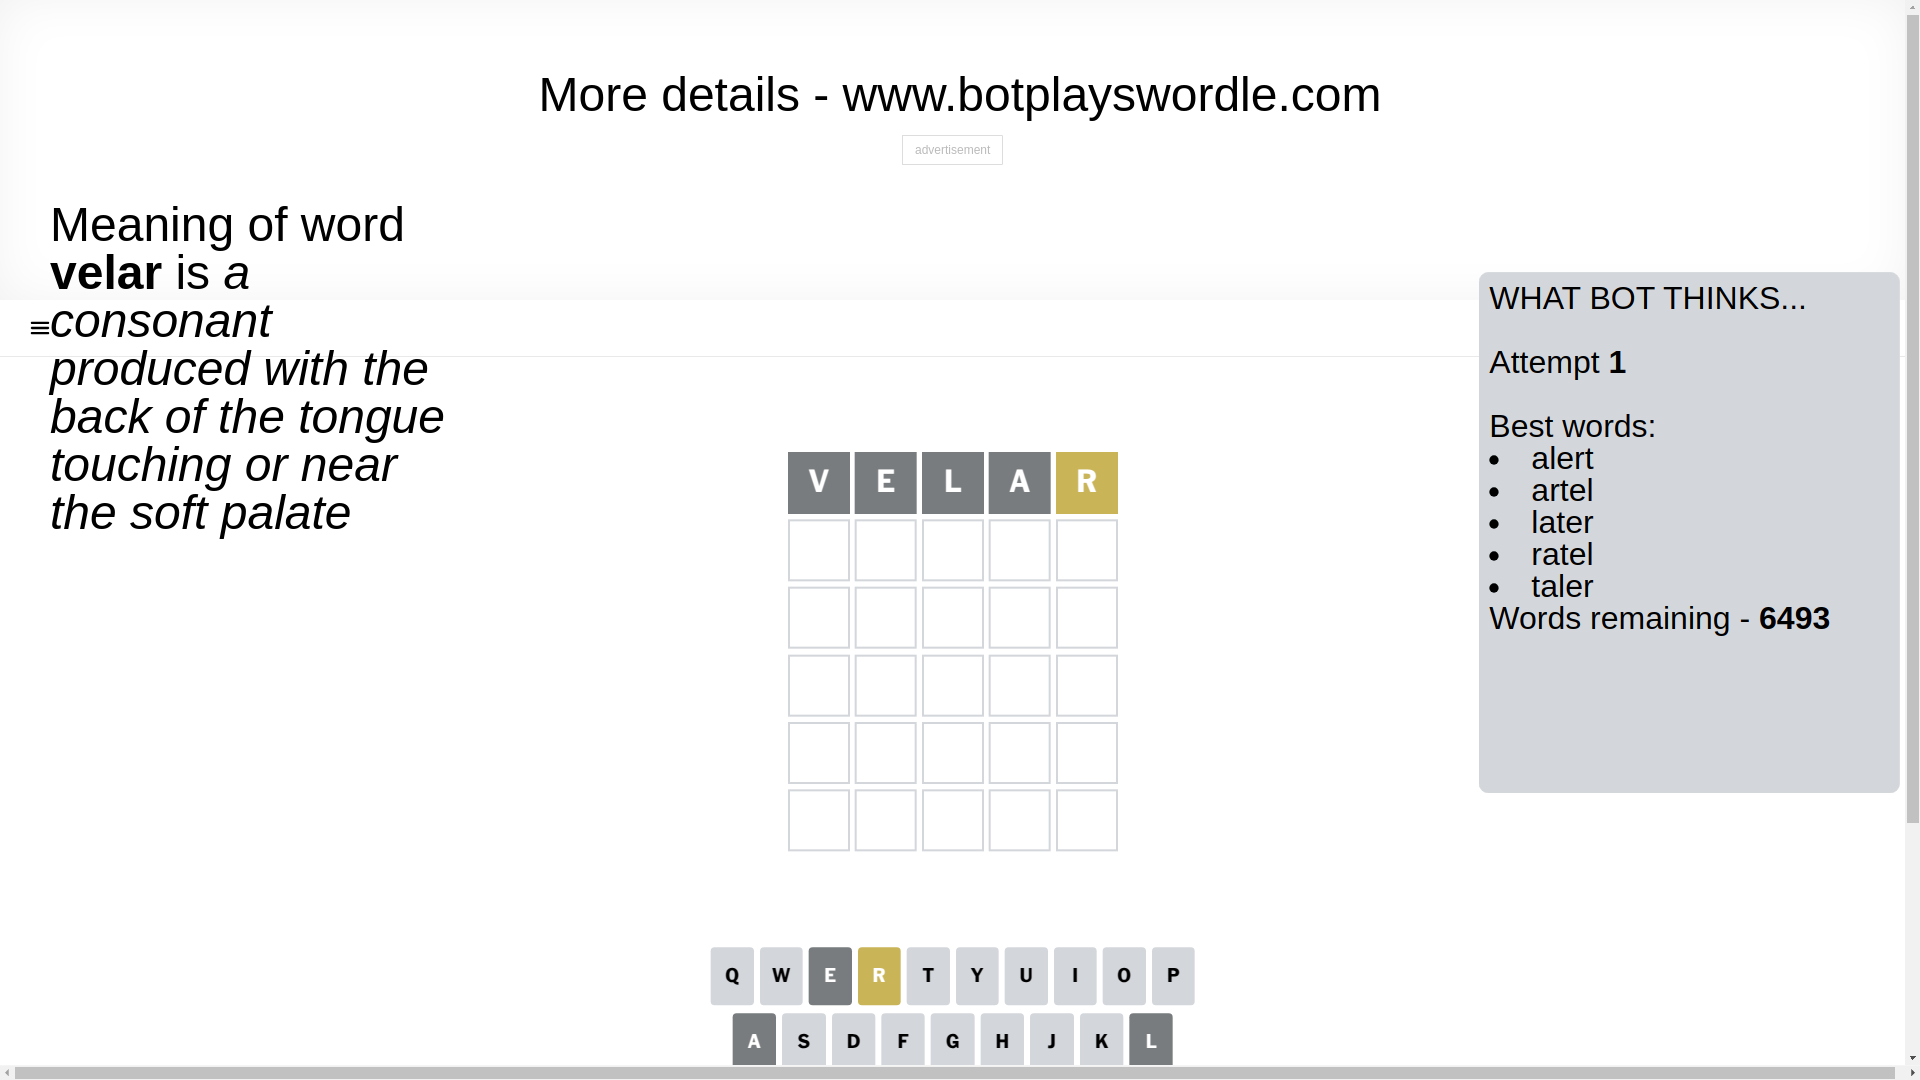 More details - www.botplayswordle.com
advertisement
Meaning of word
velar is a
consonant
produced with the
back of the tongue
touching or near
the soft palate
WHAT BOT THINKS...
Attempt 1
Best words:
• alert
• artel
• later
• ratel
• taler
Words remaining - 6493
V E L A R
Q W E R T Y U I O P
A S D F G H J K L